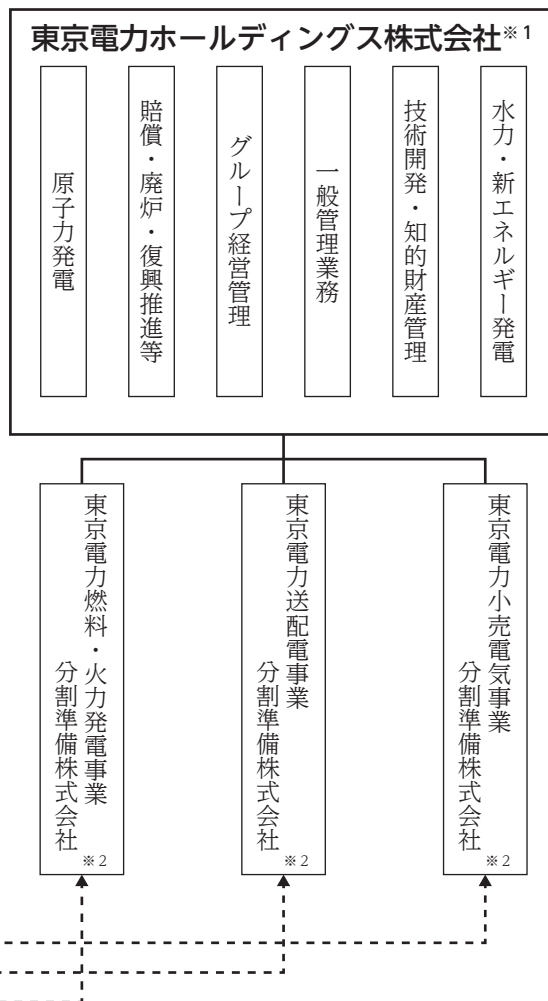 東京電力ホールディングス株式会社※1
水力・新エネルギー発電
技術開発・知的財産管理
一般管理業務
グループ経営管理
賠償・廃炉・復興推進等
原子力発電
東京電力小売電気事業
分割準備株式会社※2
東京電力送配電事業
分割準備株式会社※2
東京電力燃料・火力発電事業
分割準備株式会社※2